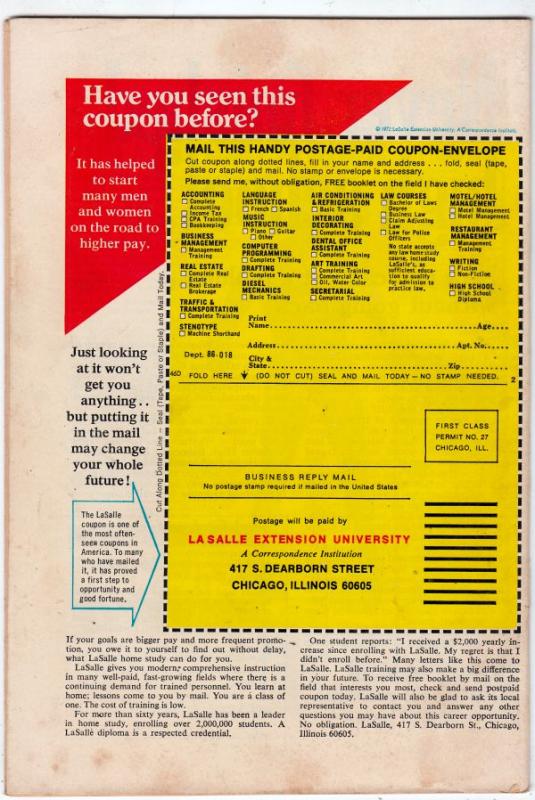 Have you seen this
coupon before?
© 1972 LaSalle Extension University, A Correspondence Institution
It has helped
to start
many men
and women
on the road to
higher pay.
Just looking
at it won't
get you
anything..
but putting it
in the mail
may change
your whole
future!
The LaSalle
coupon is one of
the most often-
seen coupons in
America. To many
who have mailed
it, it has proved
a first step to
opportunity and
good fortune.
Cut Along Dotted Line — Seal (Tape, Paste or Staple) and Mail Today.
MAIL THIS HANDY POSTAGE-PAID COUPON-ENVELOPE
Cut coupon along dotted lines, fill in your name and address . . . fold, seal (tape,
paste or staple) and mail. No stamp or envelope is necessary.
Please send me, without obligation, FREE booklet on the field I have checked:
ACCOUNTING
Complete
Accounting
Income Tax
CPA Training
Bookkeeping
BUSINESS
MANAGEMENT
Management
Training
REAL ESTATE
Complete Real
Estate
Real Estate
Brokerage
TRAFFIC &
TRANSPORTATION
Complete Training
STENOTYPE
Machine Shorthand
LANGUAGE
INSTRUCTION
French Spanish
MUSIC
INSTRUCTION
Piano Guitar
Other
COMPUTER
PROGRAMMING
Complete Training
DRAFTING
Complete Training
DIESEL
MECHANICS
Basic Training
AIR CONDITIONING
& REFRIGERATION
Basic Training
INTERIOR
DECORATING
Complete Training
DENTAL OFFICE
ASSISTANT
Complete Training
ART TRAINING
Complete Training
Commercial Art
Oil, Water Color
SECRETARIAL
Complete Training
LAW COURSES
Bachelor of Laws
Degree
Business Law
Claim Adjusting
Law
Law for Police
Officers
No state accepts
any law home study
course, including
LaSalle's, as
sufficient educa-
tion to qualify
for admission to
practice law.
MOTEL/HOTEL
MANAGEMENT
Motel Management
Hotel Management
RESTAURANT
MANAGEMENT
Management
Training
WRITING
Fiction
Non-Fiction
HIGH SCHOOL
High School
Diploma
Print
Name Age
Address Apt. No.
Dept. 86-018
City &
State Zip
460 FOLD HERE (DO NOT CUT) SEAL AND MAIL TODAY — NO STAMP NEEDED. 2
FIRST CLASS
PERMIT NO. 27
CHICAGO, ILL.
BUSINESS REPLY MAIL
No postage stamp required if mailed in the United States
Postage will be paid by
LA SALLE EXTENSION UNIVERSITY
A Correspondence Institution
417 S. DEARBORN STREET
CHICAGO, ILLINOIS 60605
If your goals are bigger pay and more frequent promo-
tion, you owe it to yourself to find out without delay,
what LaSalle home study can do for you.
LaSalle gives you modern comprehensive instruction
in many well-paid, fast-growing fields where there is a
continuing demand for trained personnel. You learn at
home; lessons come to you by mail. You are a class of
one. The cost of training is low.
For more than sixty years, LaSalle has been a leader
in home study, enrolling over 2,000,000 students. A
LaSalle diploma is a respected credential.
One student reports: "I received a $2,000 yearly in-
crease since enrolling with LaSalle. My regret is that I
didn't enroll before." Many letters like this come to
LaSalle. LaSalle training may also make a big difference
in your future. To receive free booklet by mail on the
field that interests you most, check and send postpaid
coupon today. LaSalle will also be glad to ask its local
representative to contact you and answer any other
questions you may have about this career opportunity.
No obligation. LaSalle, 417 S. Dearborn St., Chicago,
Illinois 60605.